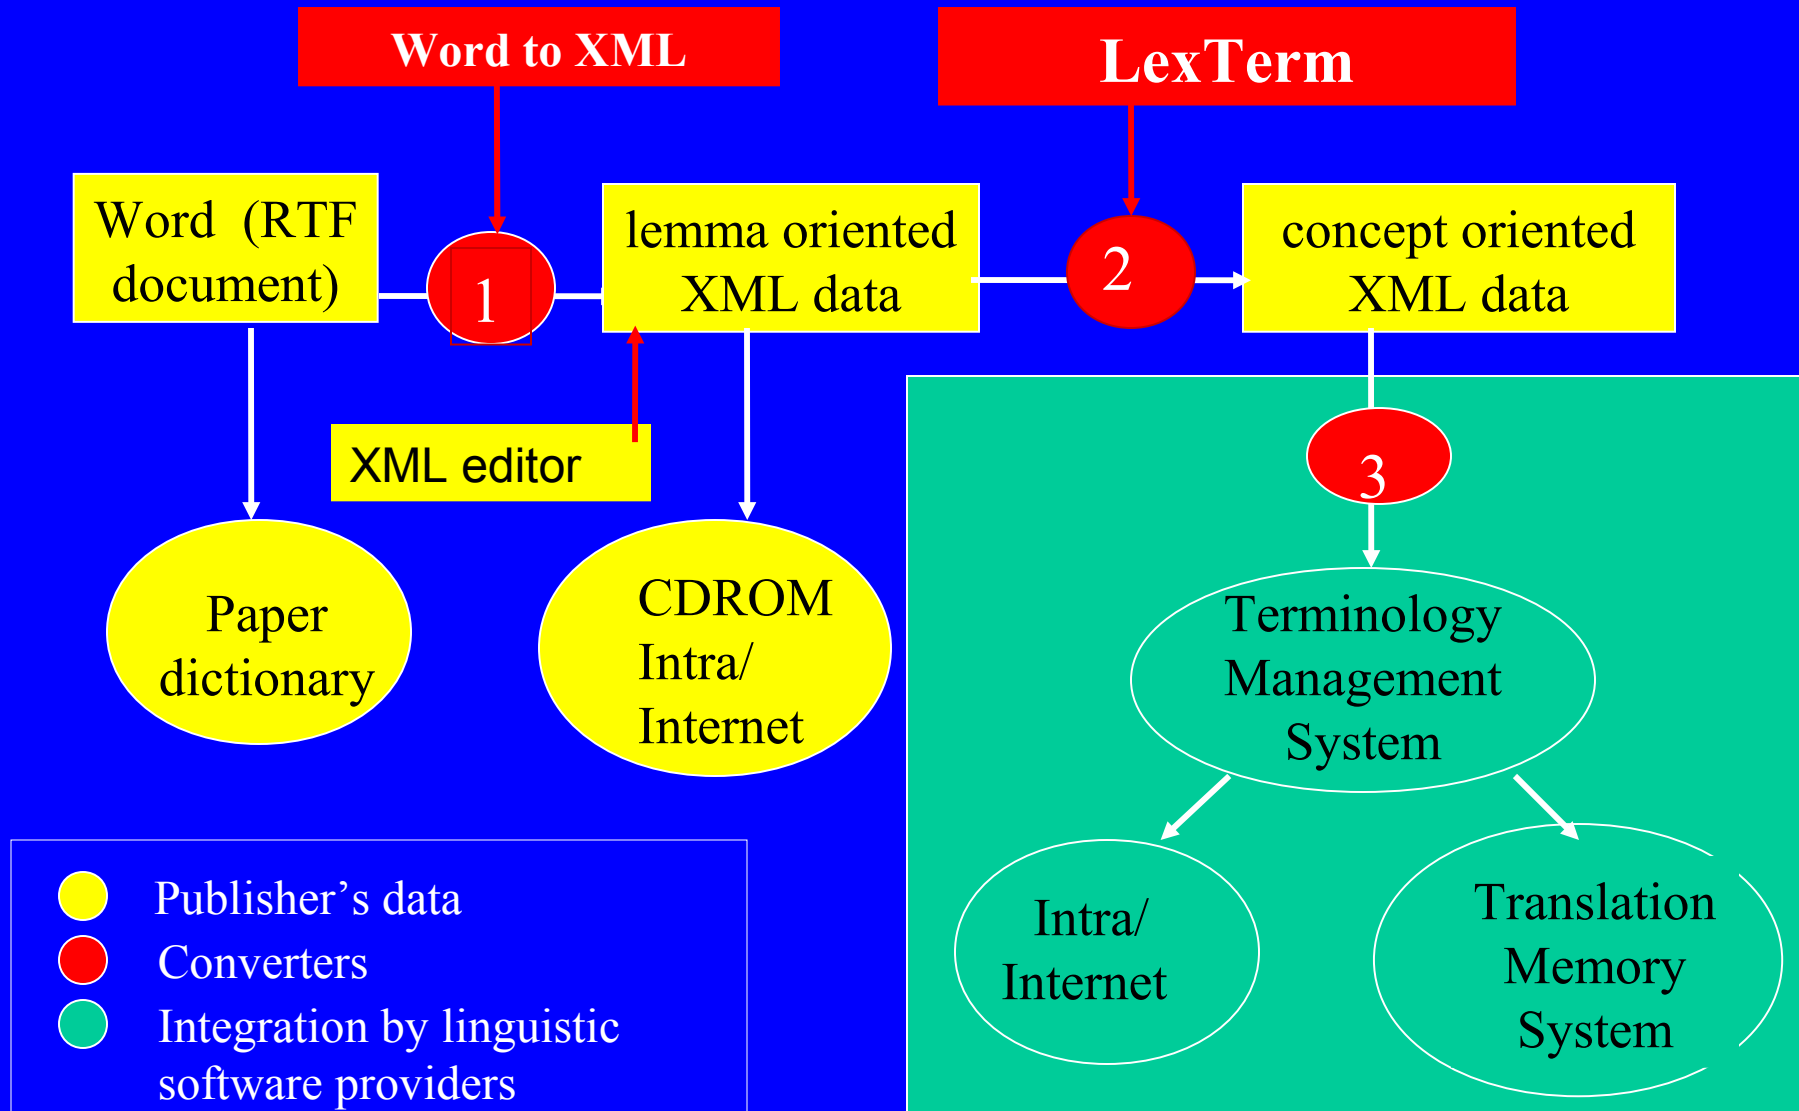 Word to XML
LexTerm
Word (RTF
document)
1
lemma oriented
XML data
2
concept oriented
XML data
XML editor
3
Paper
dictionary
CDROM
Intra/
Internet
Terminology
Management
System
Intra/
Internet
Translation
Memory
System
Publisher’s data
Converters
Integration by linguistic
software providers